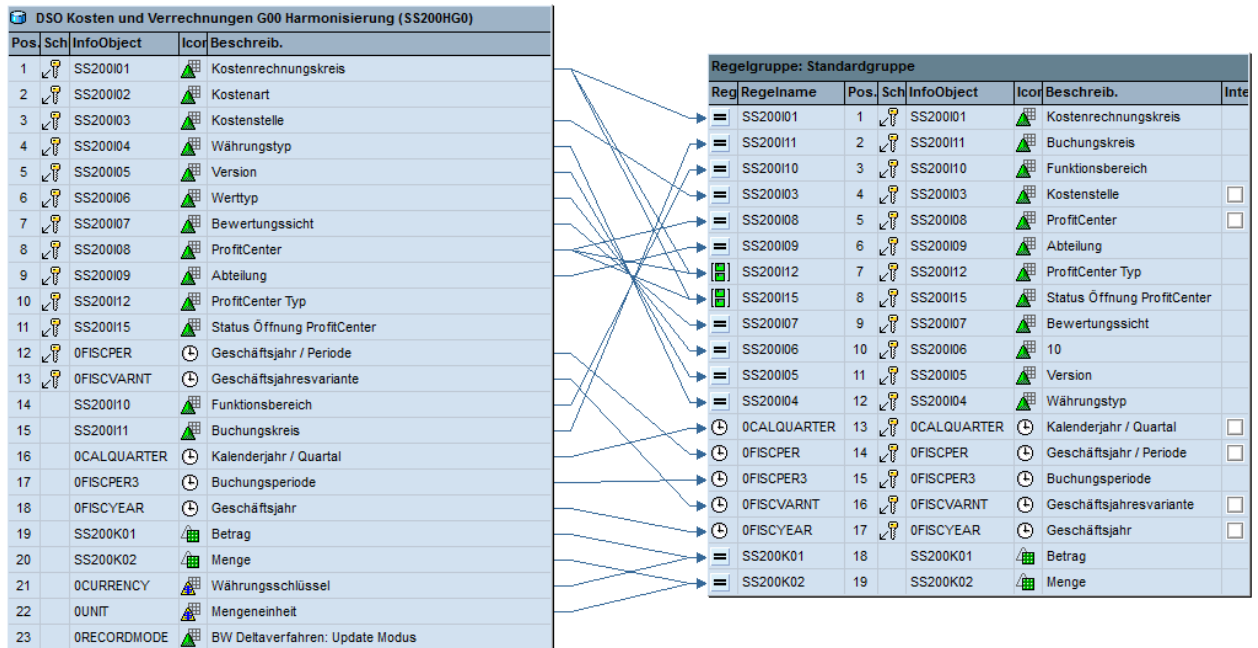 DSO Kosten und Verrechnungen G00 Harmonisierung (SS200HG0)
Pos. Sch InfoObject Icor Beschreib.
1 SS200I01 Kostenrechnungskreis
2 SS200I02 Kostenart
3 SS200I03 Kostenstelle
4 SS200I04 Währungstyp
5 SS200I05 Version
6 SS200I06 Werttyp
7 SS200I07 Bewertungssicht
8 SS200I08 ProfitCenter
9 SS200I09 Abteilung
10 SS200I12 ProfitCenter Typ
11 SS200I15 Status Öffnung ProfitCenter
12 0FISCPER Geschäftsjahr / Periode
13 0FISCVARNT Geschäftsjahresvariante
14 SS200I10 Funktionsbereich
15 SS200I11 Buchungskreis
16 0CALQUARTER Kalenderjahr / Quartal
17 0FISCPER3 Buchungsperiode
18 0FISCYEAR Geschäftsjahr
19 SS200K01 Betrag
20 SS200K02 Menge
21 0CURRENCY Währungsschlüssel
22 0UNIT Mengeneinheit
23 0RECORDMODE BW Deltaverfahren: Update Modus
Regelgruppe: Standardgruppe
Reg Regelname Pos. Sch InfoObject Icor Beschreib. Inte
SS200I01 1 SS200I01 Kostenrechnungskreis
SS200I11 2 SS200I11 Buchungskreis
SS200I10 3 SS200I10 Funktionsbereich
SS200I03 4 SS200I03 Kostenstelle
SS200I08 5 SS200I08 ProfitCenter
SS200I09 6 SS200I09 Abteilung
SS200I12 7 SS200I12 ProfitCenter Typ
SS200I15 8 SS200I15 Status Öffnung ProfitCenter
SS200I07 9 SS200I07 Bewertungssicht
SS200I06 10 SS200I06 10
SS200I05 11 SS200I05 Version
SS200I04 12 SS200I04 Währungstyp
0CALQUARTER 13 0CALQUARTER Kalenderjahr / Quartal
0FISCPER 14 0FISCPER Geschäftsjahr / Periode
0FISCPER3 15 0FISCPER3 Buchungsperiode
0FISCVARNT 16 0FISCVARNT Geschäftsjahresvariante
0FISCYEAR 17 0FISCYEAR Geschäftsjahr
SS200K01 18 SS200K01 Betrag
SS200K02 19 SS200K02 Menge